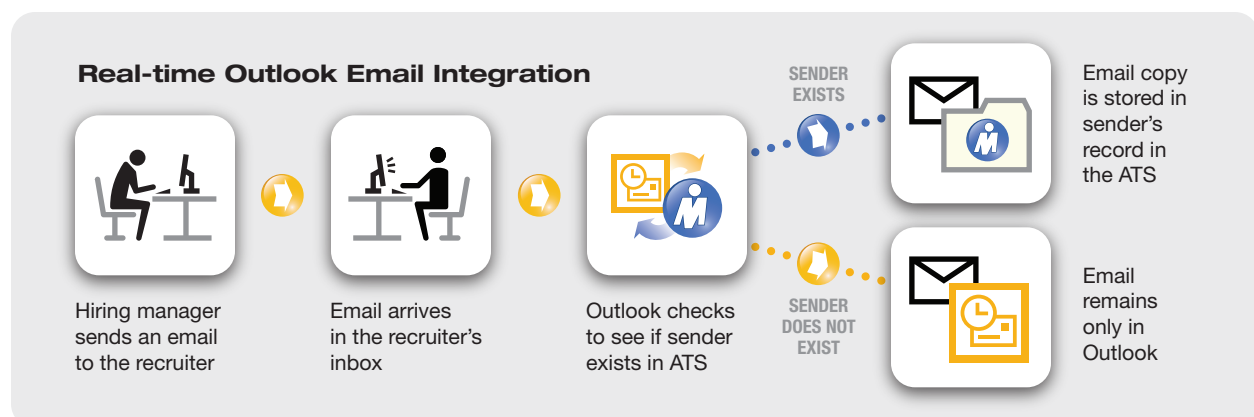 Real-time Outlook Email Integration
Hiring manager
sends an email
to the recruiter
Email arrives
in the recruiter's
inbox
Outlook checks
to see if sender
exists in ATS
SENDER
EXISTS
Email copy
is stored in
sender's
record in
the ATS
M
M
SENDER
DOES NOT
EXIST
Email
remains
only in
Outlook